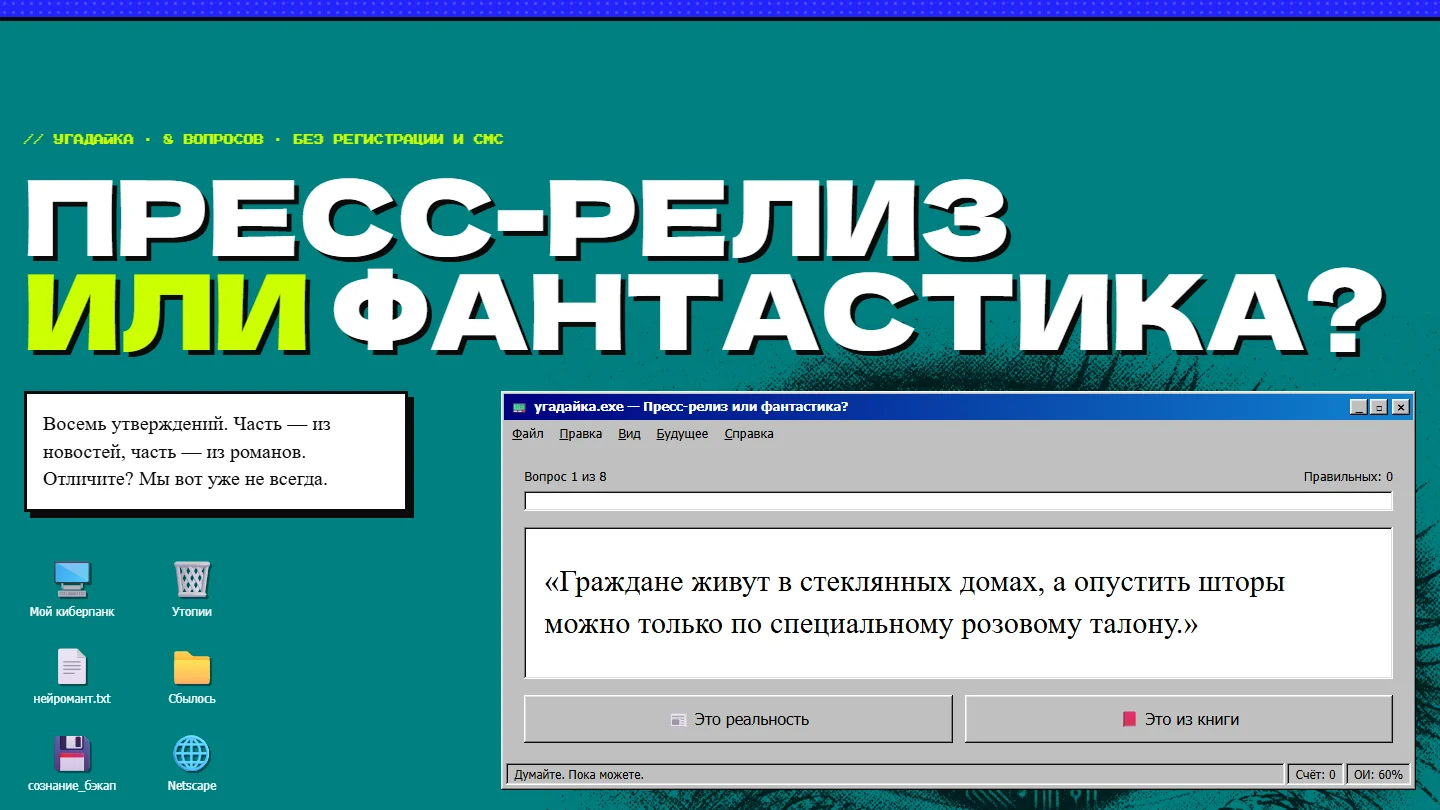 // УГАДАЙКА · & ВОПРОСОВ · БЕЗ РЕГИСТРАЦИИ И СМС
ПРЕСС-РЕЛИЗ
ИЛИ ФАНТАСТИКА?
Восемь утверждений. Часть — из
новостей, часть — из романов.
Отличите? Мы вот уже не всегда.
Мой киберпанк
Утопии
нейромант.txt
Сбылось
сознание_бэкап
Netscape
угадайка.exe — Пресс-релиз или фантастика?
Файл Правка Вид Будущее Справка
Вопрос 1 из 8
Правильных: 0
«Граждане живут в стеклянных домах, а опустить шторы
можно только по специальному розовому талону.»
Это реальность
Это из книги
Думайте. Пока можете.
Счёт: 0
ОИ: 60%